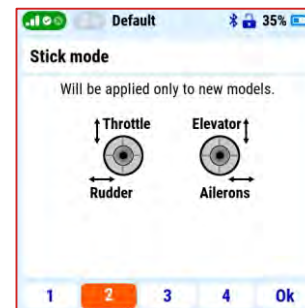 Default 35%
Stick mode
Will be applied only to new models.
Throttle Elevator
Rudder Ailerons
1 2 3 4 Ok